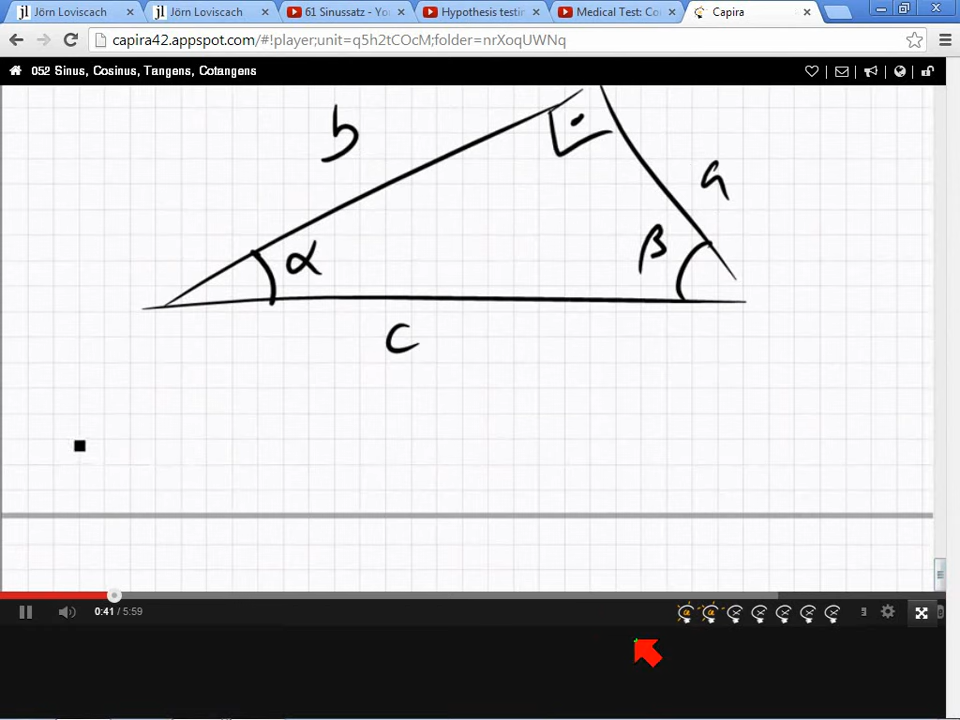 Jörn Loviscach
Jörn Loviscach
61 Sinussatz - Yo
Hypothesis testin
Medical Test: Co
Capira
capira42.appspot.com/#!player;unit=q5h2tCOcM;folder=nrXoqUWNq
052 Sinus, Cosinus, Tangens, Cotangens
b
a
α
β
c
0:41 / 5:59